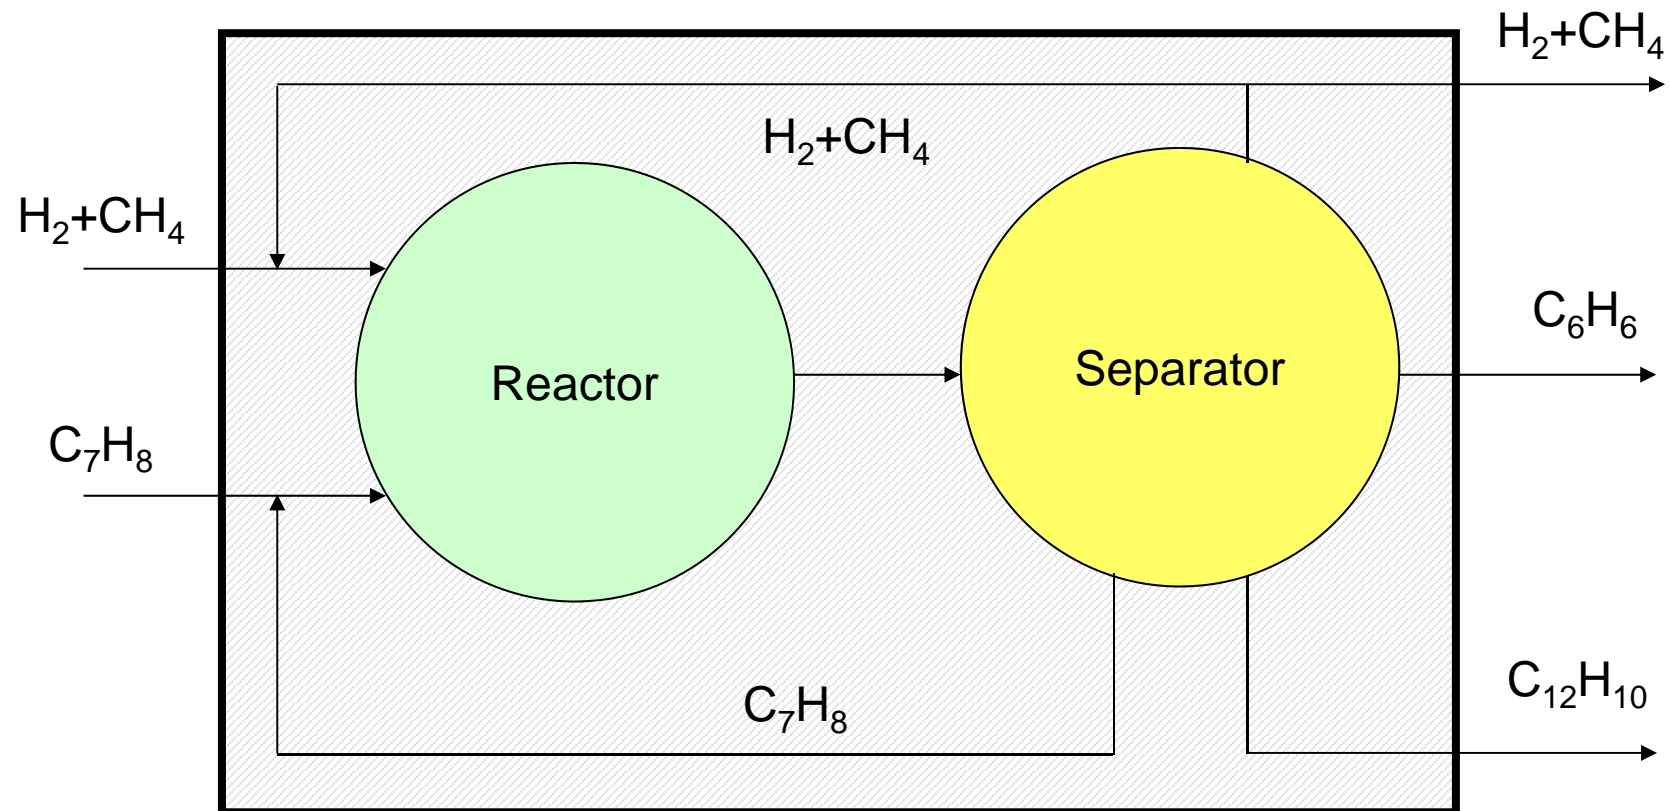 H₂+CH₄
H₂+CH₄
H₂+CH₄
C₆H₆
Reactor
Separator
C₇H₈
C₇H₈
C₁₂H₁₀